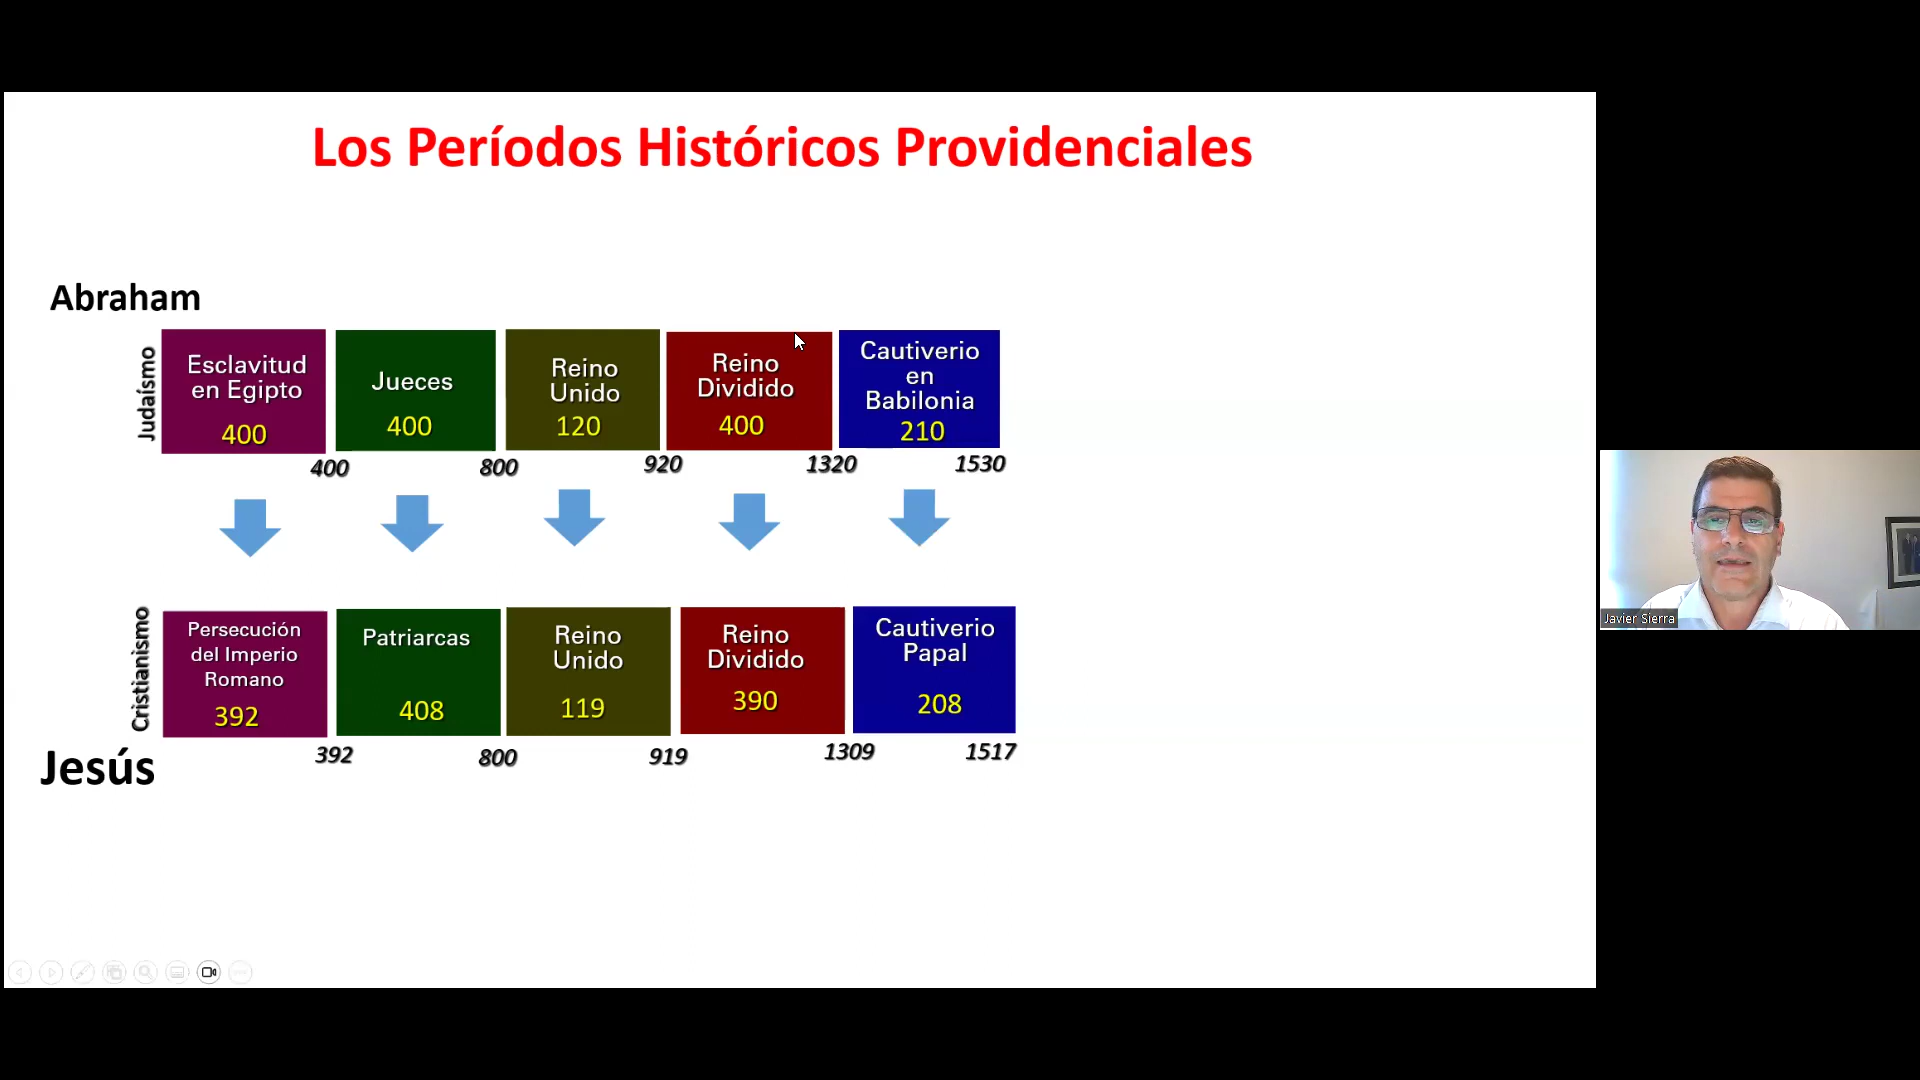 Los Períodos Históricos Providenciales
Abraham
Judaísmo
Esclavitud
en Egipto
400
Jueces
400
Reino
Unido
120
Reino
Dividido
400
Cautiverio
en
Babilonia
210
400
800
920
1320
1530
Cristianismo
Persecución
del Imperio
Romano
392
Patriarcas
408
Reino
Unido
119
Reino
Dividido
390
Cautiverio
Papal
208
392
800
919
1309
1517
Jesús
Javier Sierra